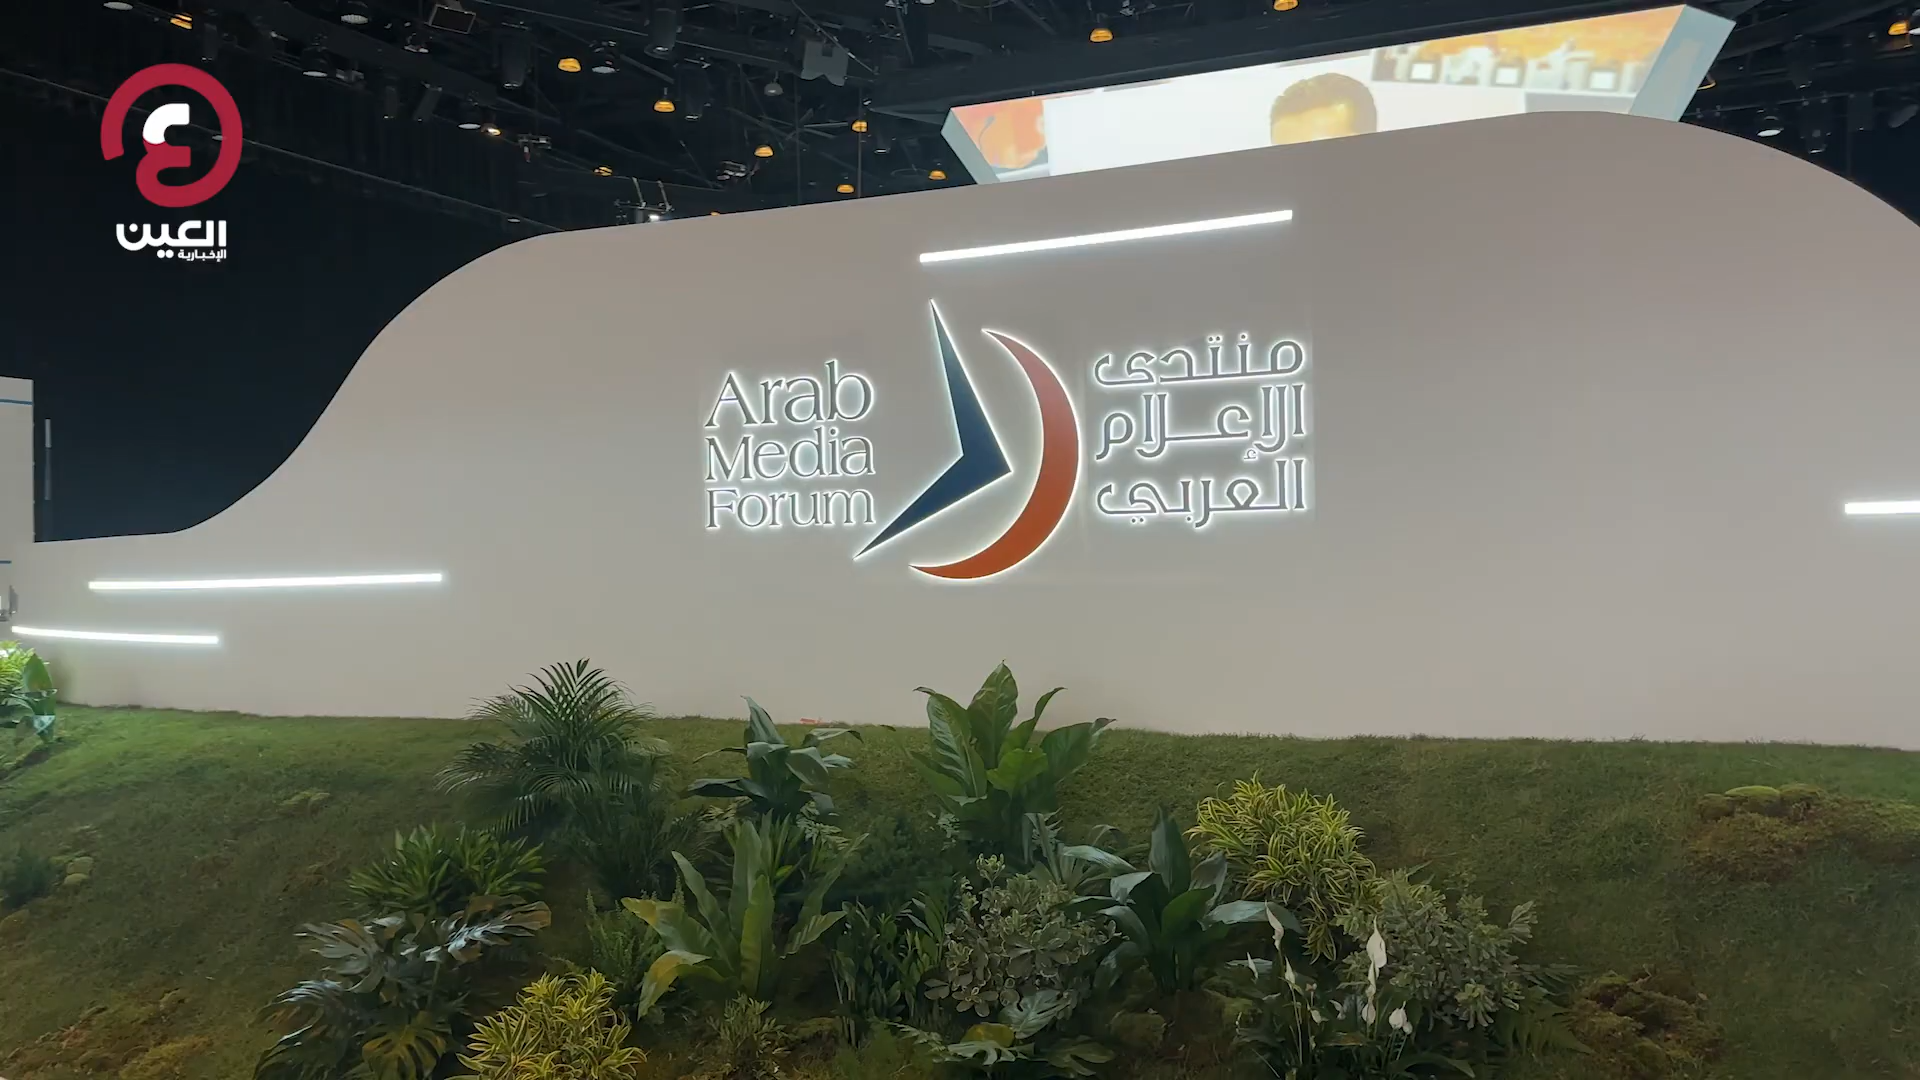 العين
الإخبارية
Arab
Media
Forum
منتدى
الإعلام
العربي